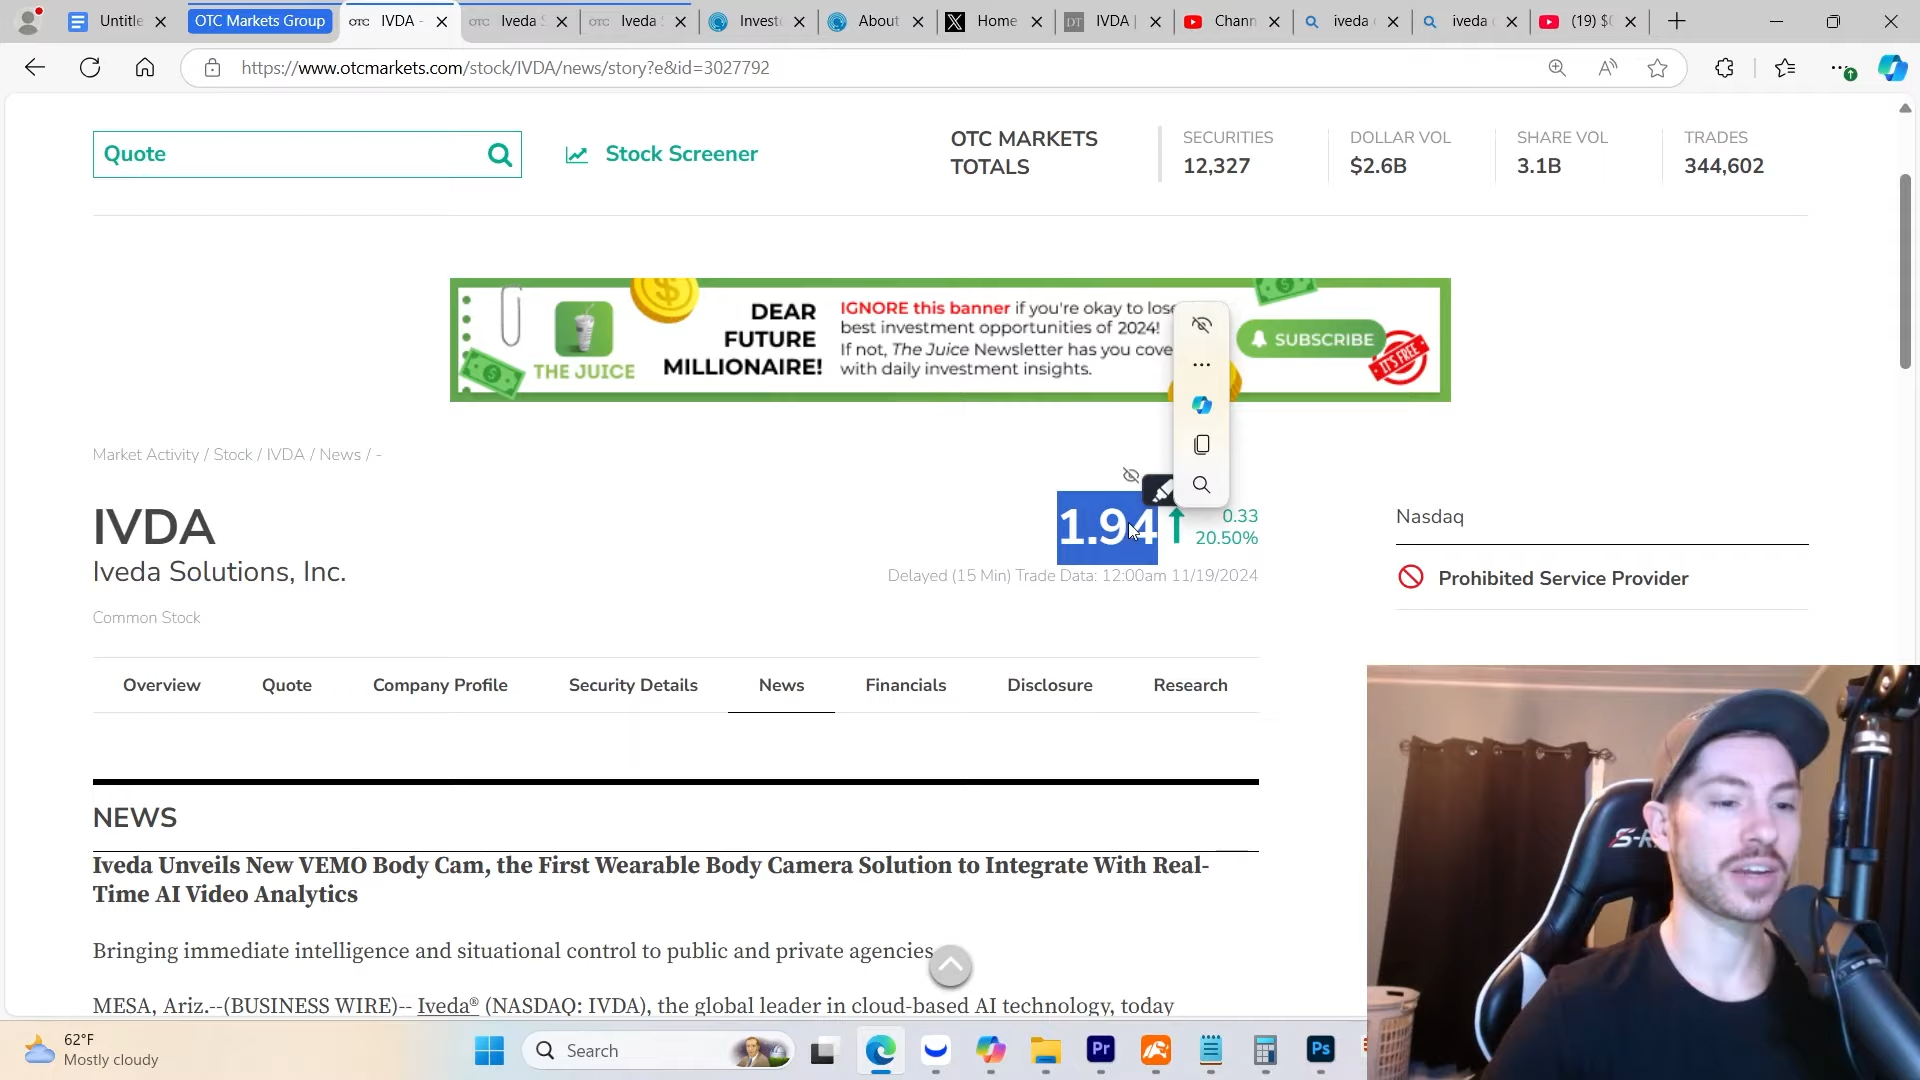 Untitle
OTC Markets Group
OTC IVDA -
OTC Iveda S
OTC Iveda S
Invest
About
Home
DT IVDA |
Chann
iveda
iveda
(19) $
https://www.otcmarkets.com/stock/IVDA/news/story?e&id=3027792
Quote
Stock Screener
OTC MARKETS
TOTALS
SECURITIES
12,327
DOLLAR VOL
$2.6B
SHARE VOL
3.1B
TRADES
344,602
THE JUICE
DEAR
FUTURE
MILLIONAIRE!
IGNORE this banner if you're okay to lose
best investment opportunities of 2024!
If not, The Juice Newsletter has you cove
with daily investment insights.
SUBSCRIBE
IT'S FREE
Market Activity / Stock / IVDA / News / -
IVDA
Iveda Solutions, Inc.
Common Stock
1.94
0.33
20.50%
Delayed (15 Min) Trade Data: 12:00am 11/19/2024
Nasdaq
Prohibited Service Provider
Overview
Quote
Company Profile
Security Details
News
Financials
Disclosure
Research
NEWS
Iveda Unveils New VEMO Body Cam, the First Wearable Body Camera Solution to Integrate With Real-
Time AI Video Analytics
Bringing immediate intelligence and situational control to public and private agencies
MESA, Ariz.--(BUSINESS WIRE)-- Iveda® (NASDAQ: IVDA), the global leader in cloud-based AI technology, today
S-R
62°F
Mostly cloudy
Search
Pr
Ps